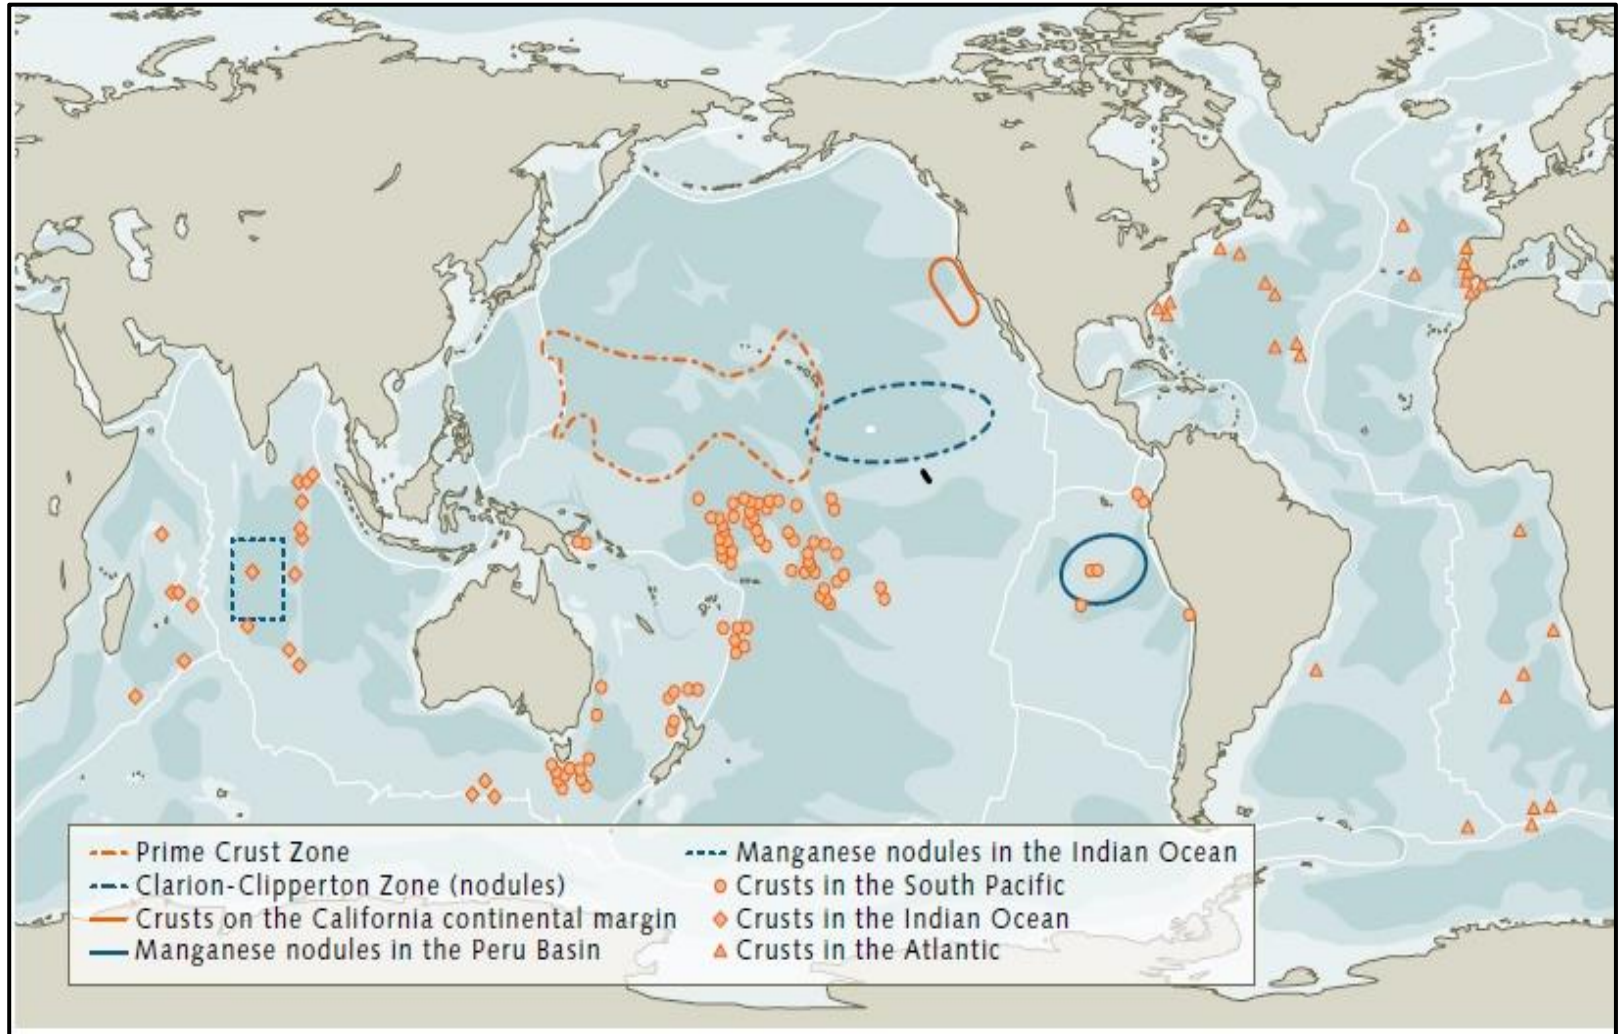 Prime Crust Zone
Clarion-Clipperton Zone (nodules)
Crusts on the California continental margin
Manganese nodules in the Peru Basin
Manganese nodules in the Indian Ocean
Crusts in the South Pacific
Crusts in the Indian Ocean
Crusts in the Atlantic